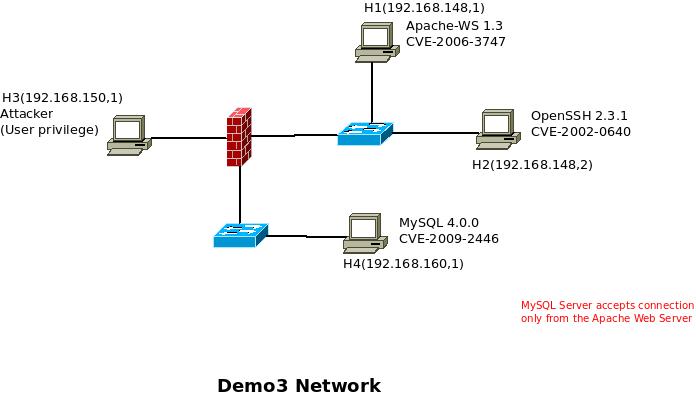 H1(192.168.148,1)
Apache-WS 1.3
CVE-2006-3747
H3(192.168.150,1)
Attacker
(User privilege)
OpenSSH 2.3.1
CVE-2002-0640
H2(192.168.148,2)
MySQL 4.0.0
CVE-2009-2446
H4(192.168.160,1)
MySQL Server accepts connection
only from the Apache Web Server
Demo3 Network